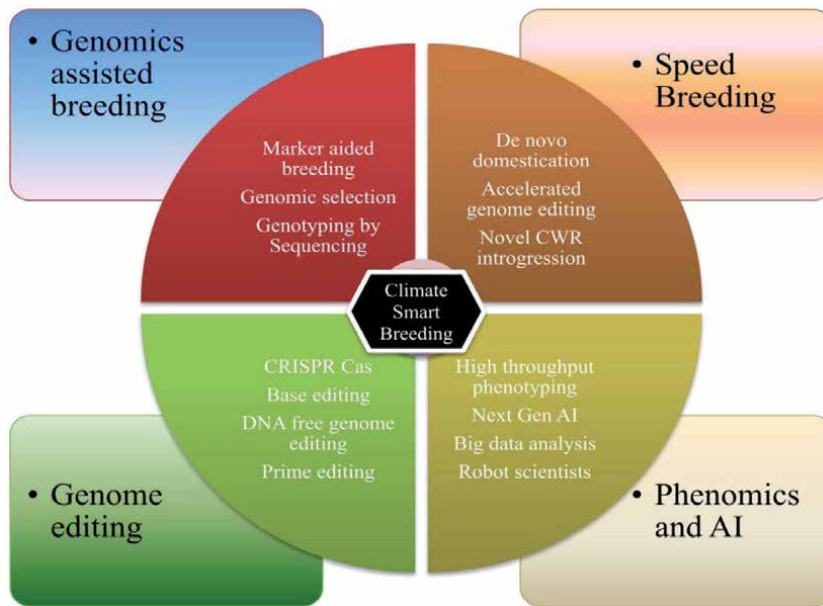 • Genomics
assisted
breeding
• Speed
Breeding
Marker aided
breeding
Genomic selection
Genotyping by
Sequencing
De novo
domestication
Accelerated
genome editing
Novel CWR
introgression
Climate
Smart
Breeding
CRISPR Cas
Base editing
DNA free genome
editing
Prime editing
High throughput
phenotyping
Next Gen AI
Big data analysis
Robot scientists
• Genome
editing
• Phenomics
and AI